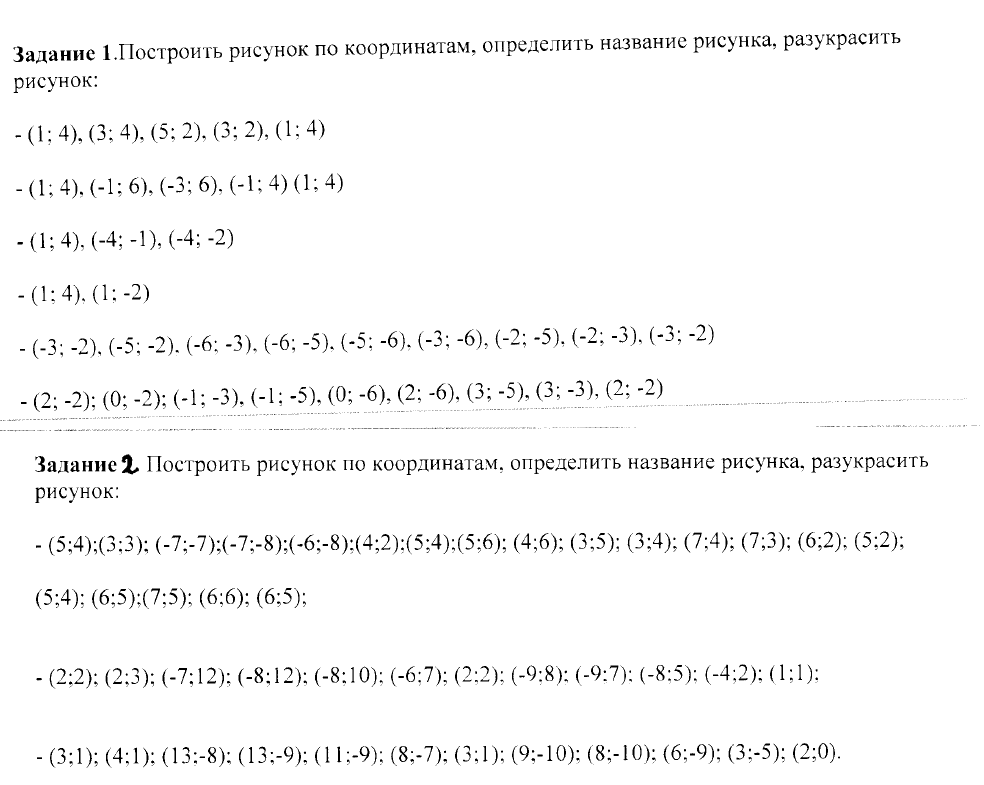 Задание 1.Построить рисунок по координатам, определить название рисунка, разукрасить
рисунок:
- (1; 4), (3; 4), (5; 2), (3; 2), (1; 4)
- (1; 4), (-1; 6), (-3; 6), (-1; 4) (1; 4)
- (1; 4), (-4; -1), (-4; -2)
- (1; 4), (1; -2)
- (-3; -2), (-5; -2), (-6; -3), (-6; -5), (-5; -6), (-3; -6), (-2; -5), (-2; -3), (-3; -2)
- (2; -2); (0; -2); (-1; -3), (-1; -5), (0; -6), (2; -6), (3; -5), (3; -3), (2; -2)
Задание 2. Построить рисунок по координатам, определить название рисунка, разукрасить
рисунок:
- (5;4);(3;3); (-7;-7);(-7;-8);(-6;-8);(4;2);(5;4);(5;6); (4;6); (3;5); (3;4); (7;4); (7;3); (6;2); (5;2);
(5;4); (6;5);(7;5); (6;6); (6;5);
- (2;2); (2;3); (-7;12); (-8;12); (-8;10); (-6;7); (2;2); (-9;8); (-9:7); (-8;5); (-4;2); (1;1);
- (3;1); (4;1); (13;-8); (13;-9); (11;-9); (8;-7); (3;1); (9;-10); (8;-10); (6;-9); (3;-5); (2;0).